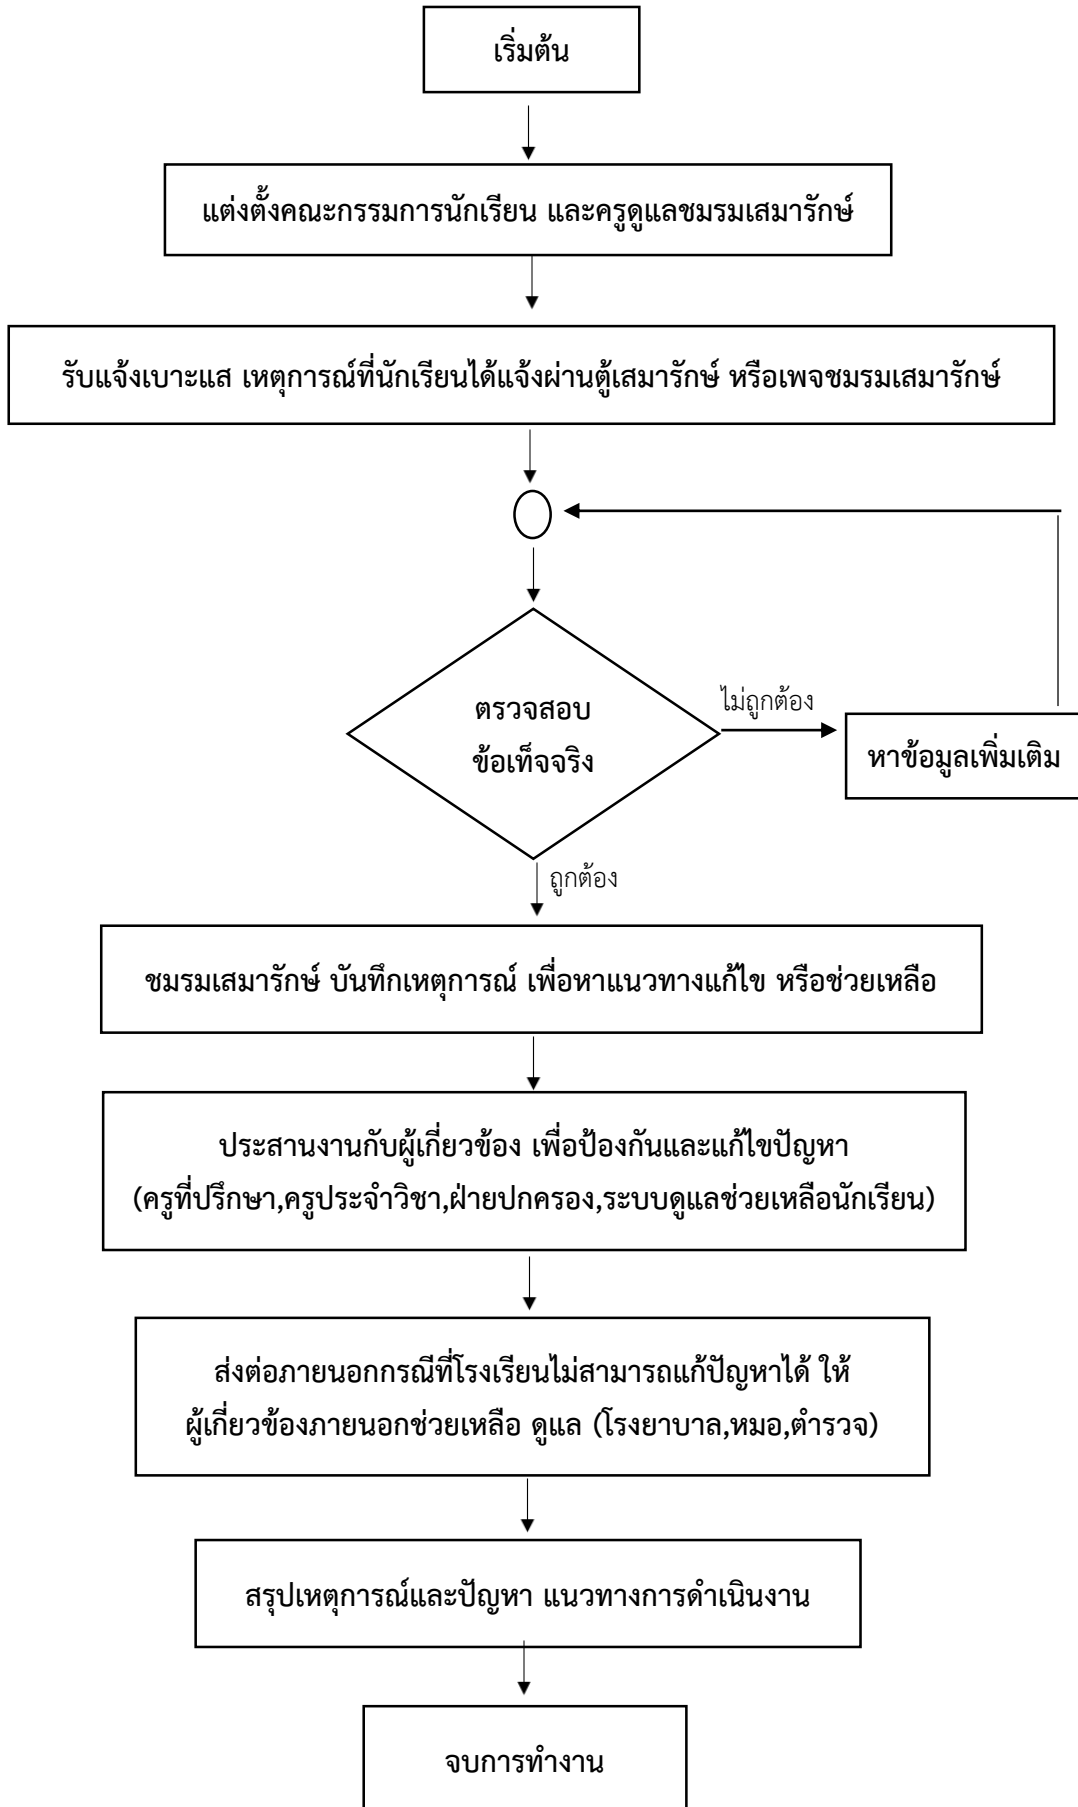 เริ่มต้น
แต่งตั้งคณะกรรมการนักเรียน และครูดูแลชมรมเสมารักษ์
รับแจ้งเบาะแส เหตุการณ์ที่นักเรียนได้แจ้งผ่านตู้เสมารักษ์ หรือเพจชมรมเสมารักษ์
ตรวจสอบ
ข้อเท็จจริง
ไม่ถูกต้อง
หาข้อมูลเพิ่มเติม
ถูกต้อง
ชมรมเสมารักษ์ บันทึกเหตุการณ์ เพื่อหาแนวทางแก้ไข หรือช่วยเหลือ
ประสานงานกับผู้เกี่ยวข้อง เพื่อป้องกันและแก้ไขปัญหา
(ครูที่ปรึกษา,ครูประจำวิชา,ฝ่ายปกครอง,ระบบดูแลช่วยเหลือนักเรียน)
ส่งต่อภายนอกกรณีที่โรงเรียนไม่สามารถแก้ปัญหาได้ ให้
ผู้เกี่ยวข้องภายนอกช่วยเหลือ ดูแล (โรงยาบาล,หมอ,ตำรวจ)
สรุปเหตุการณ์และปัญหา แนวทางการดำเนินงาน
จบการทำงาน